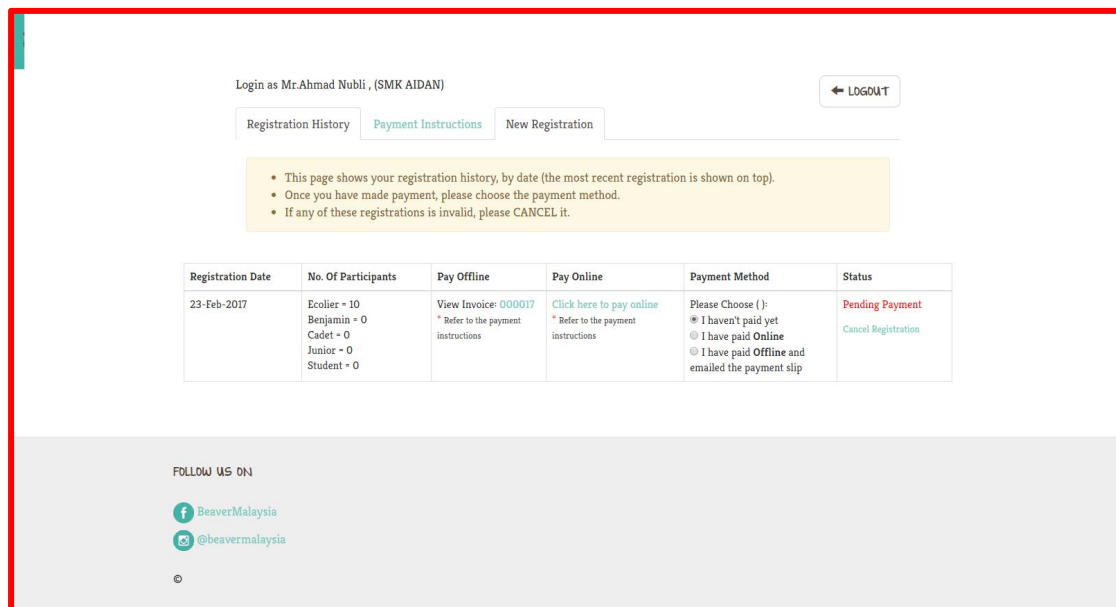 Login as Mr.Ahmad Nubli , (SMK AIDAN)
LOGOUT
Registration History
Payment Instructions
New Registration
This page shows your registration history, by date (the most recent registration is shown on top).
Once you have made payment, please choose the payment method.
If any of these registrations is invalid, please CANCEL it.
Registration Date
No. Of Participants
Pay Offline
Pay Online
Payment Method
Status
23-Feb-2017
Ecolier = 10
Benjamin = 0
Cadet = 0
Junior = 0
Student = 0
View Invoice: 000017
* Refer to the payment
instructions
Click here to pay online
* Refer to the payment
instructions
Please Choose ( ):
I haven't paid yet
I have paid Online
I have paid Offline and
emailed the payment slip
Pending Payment
Cancel Registration
FOLLOW US ON
BeaverMalaysia
@beavermalaysia
©